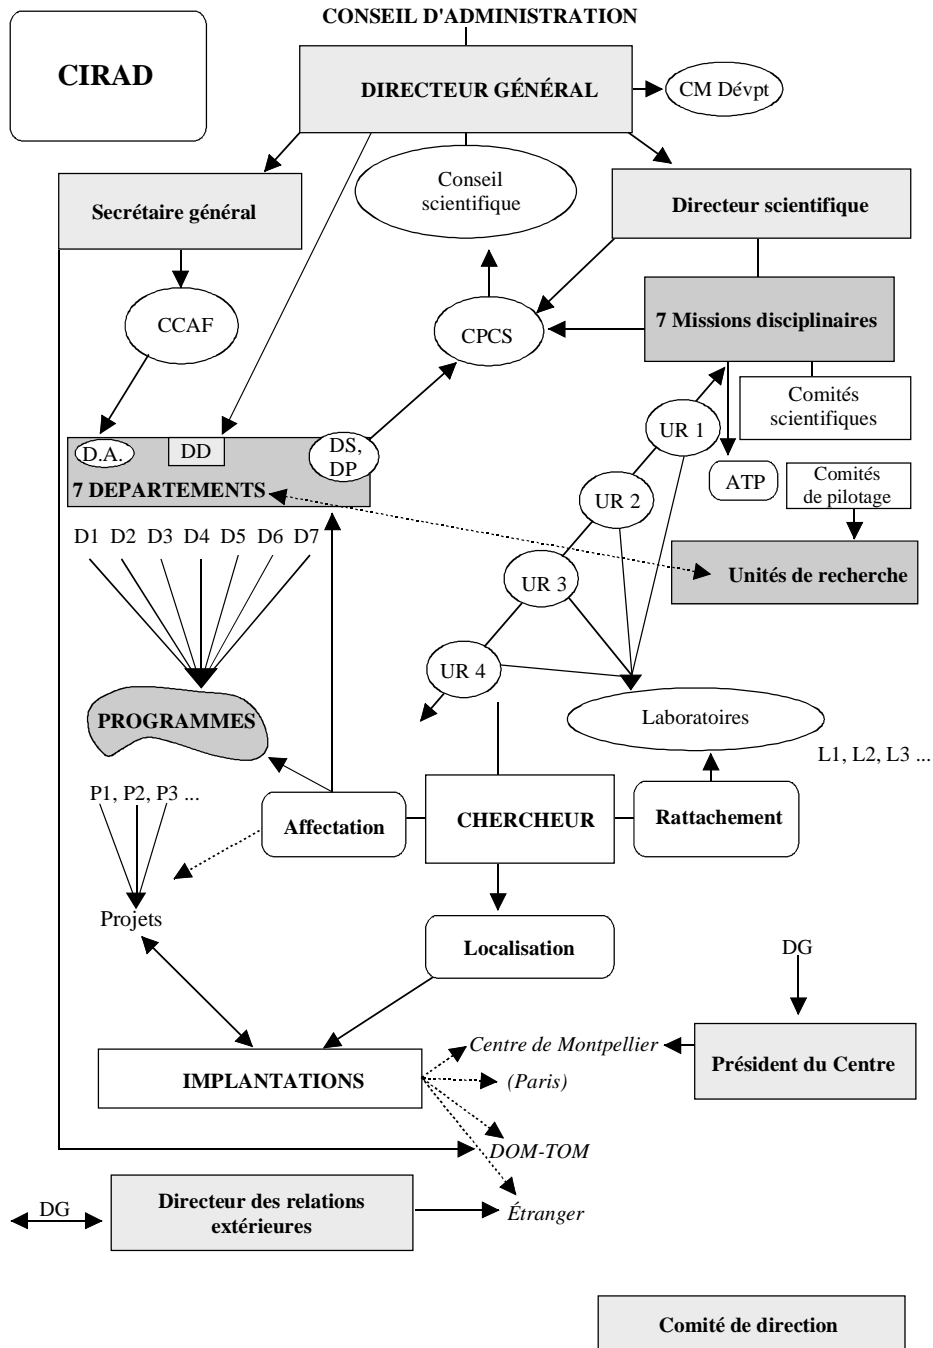 CONSEIL D'ADMINISTRATION
CIRAD
DIRECTEUR GÉNÉRAL
CM Dévpt
Conseil
scientifique
Secrétaire général
Directeur scientifique
CCAF
CPCS
7 Missions disciplinaires
Comités
scientifiques
UR 1
D.A.
DD
DS,
DP
7 DEPARTEMENTS
ATP
Comités
de pilotage
UR 2
D1 D2 D3 D4 D5 D6 D7
UR 3
Unités de recherche
UR 4
PROGRAMMES
Laboratoires
L1, L2, L3 ...
P1, P2, P3 ...
Affectation
CHERCHEUR
Rattachement
Projets
Localisation
DG
Centre de Montpellier
Président du Centre
IMPLANTATIONS
(Paris)
DOM-TOM
DG
Directeur des relations
extérieures
Étranger
Comité de direction